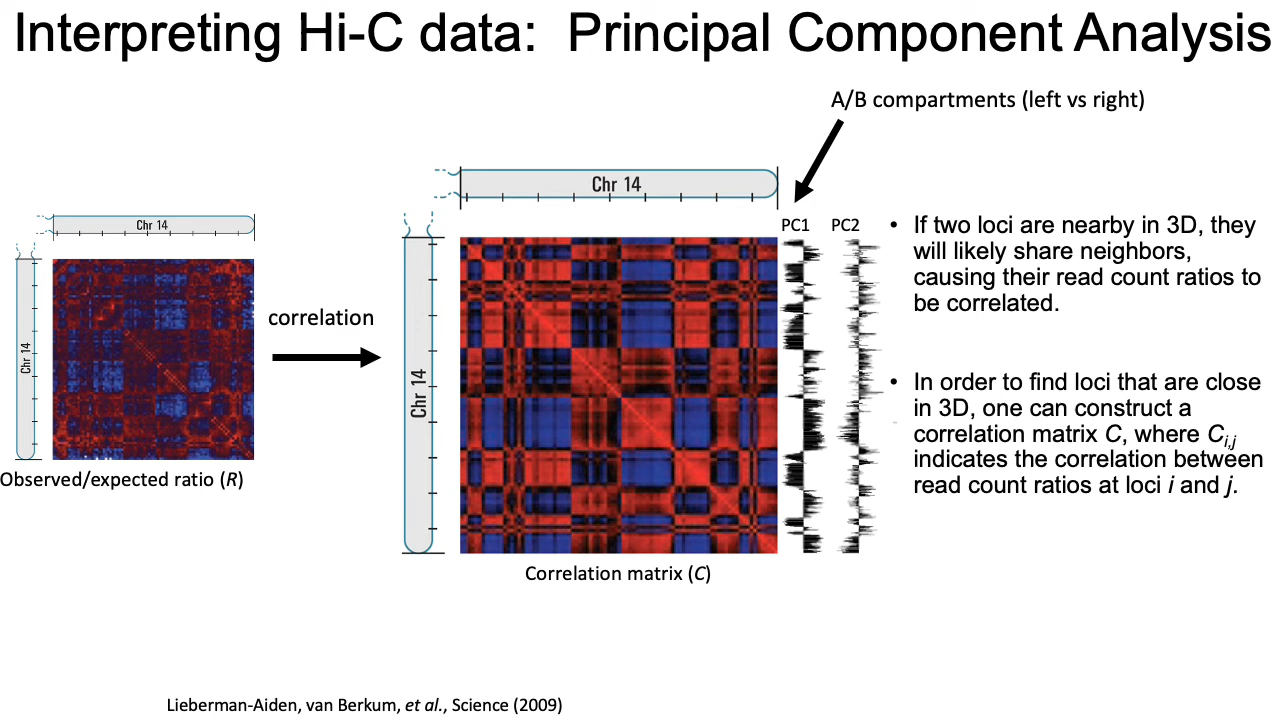 Interpreting Hi-C data:  Principal Component Analysis
A/B compartments (left vs right)
Chr 14
Chr 14
PC1
PC2
Chr 14
Chr 14
correlation
Observed/expected ratio (R)
Correlation matrix (C)
• If two loci are nearby in 3D, they
will likely share neighbors,
causing their read count ratios to
be correlated.
• In order to find loci that are close
in 3D, one can construct a
correlation matrix C, where Ci,j
indicates the correlation between
read count ratios at loci i and j.
Lieberman-Aiden, van Berkum, et al., Science (2009)